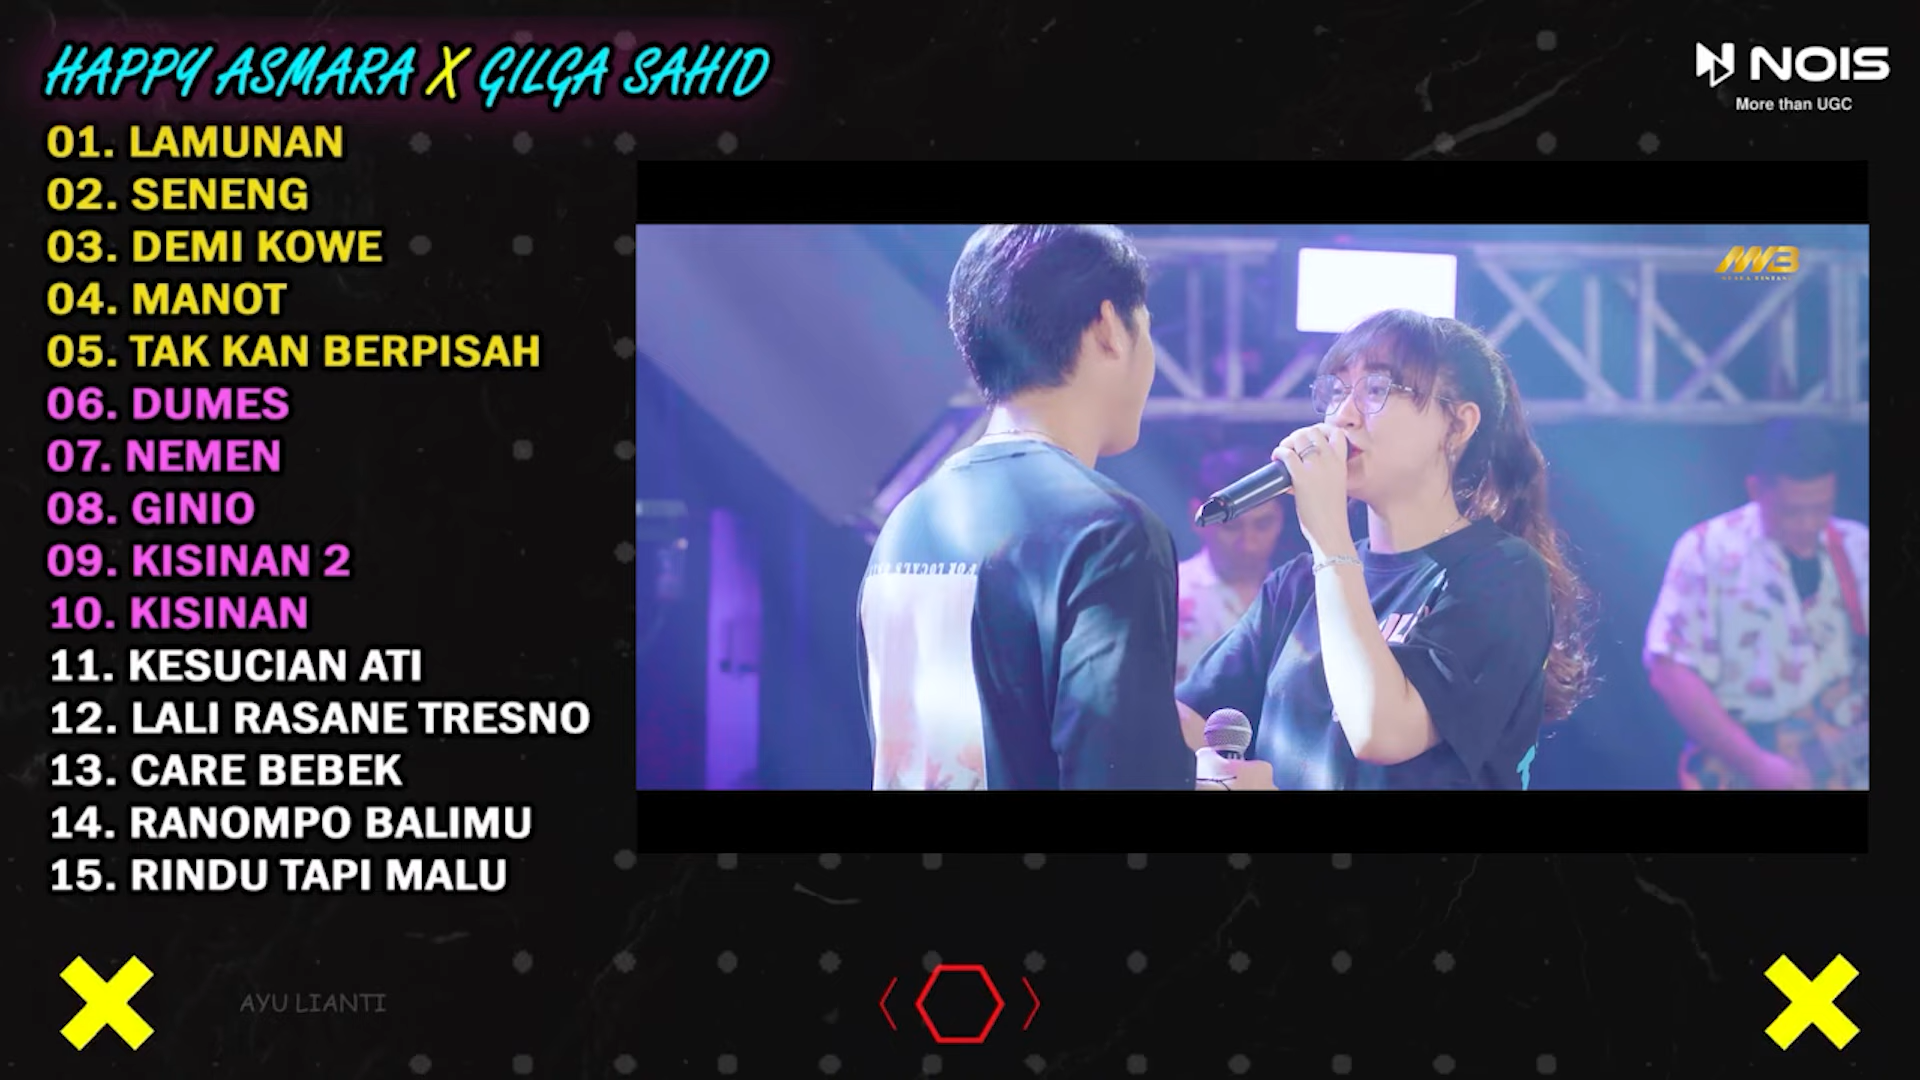 HAPPY ASMARA X GILGA SAHID
NOIS
More than UGC
01. LAMUNAN
02. SENENG
03. DEMI KOWE
04. MANOT
05. TAK KAN BERPISAH
06. DUMES
07. NEMEN
08. GINIO
09. KISINAN 2
10. KISINAN
11. KESUCIAN ATI
12. LALI RASANE TRESNO
13. CARE BEBEK
14. RANOMPO BALIMU
15. RINDU TAPI MALU
AYU LIANTI